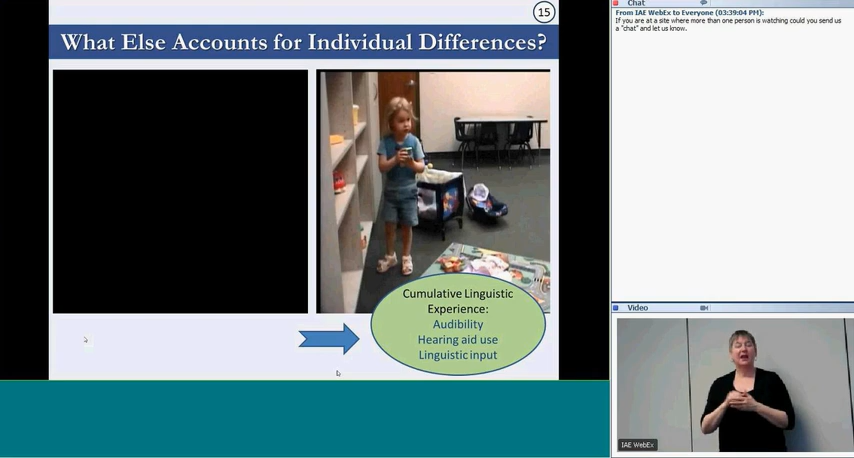 15
What Else Accounts for Individual Differences?
Cumulative Linguistic
Experience:
Audibility
Hearing aid use
Linguistic input
Chat
From IAE WebEx to Everyone (03:39:04 PM):
If you are at a site where more than one person is watching could you send us
a "chat" and let us know.
Video
IAE WebEx